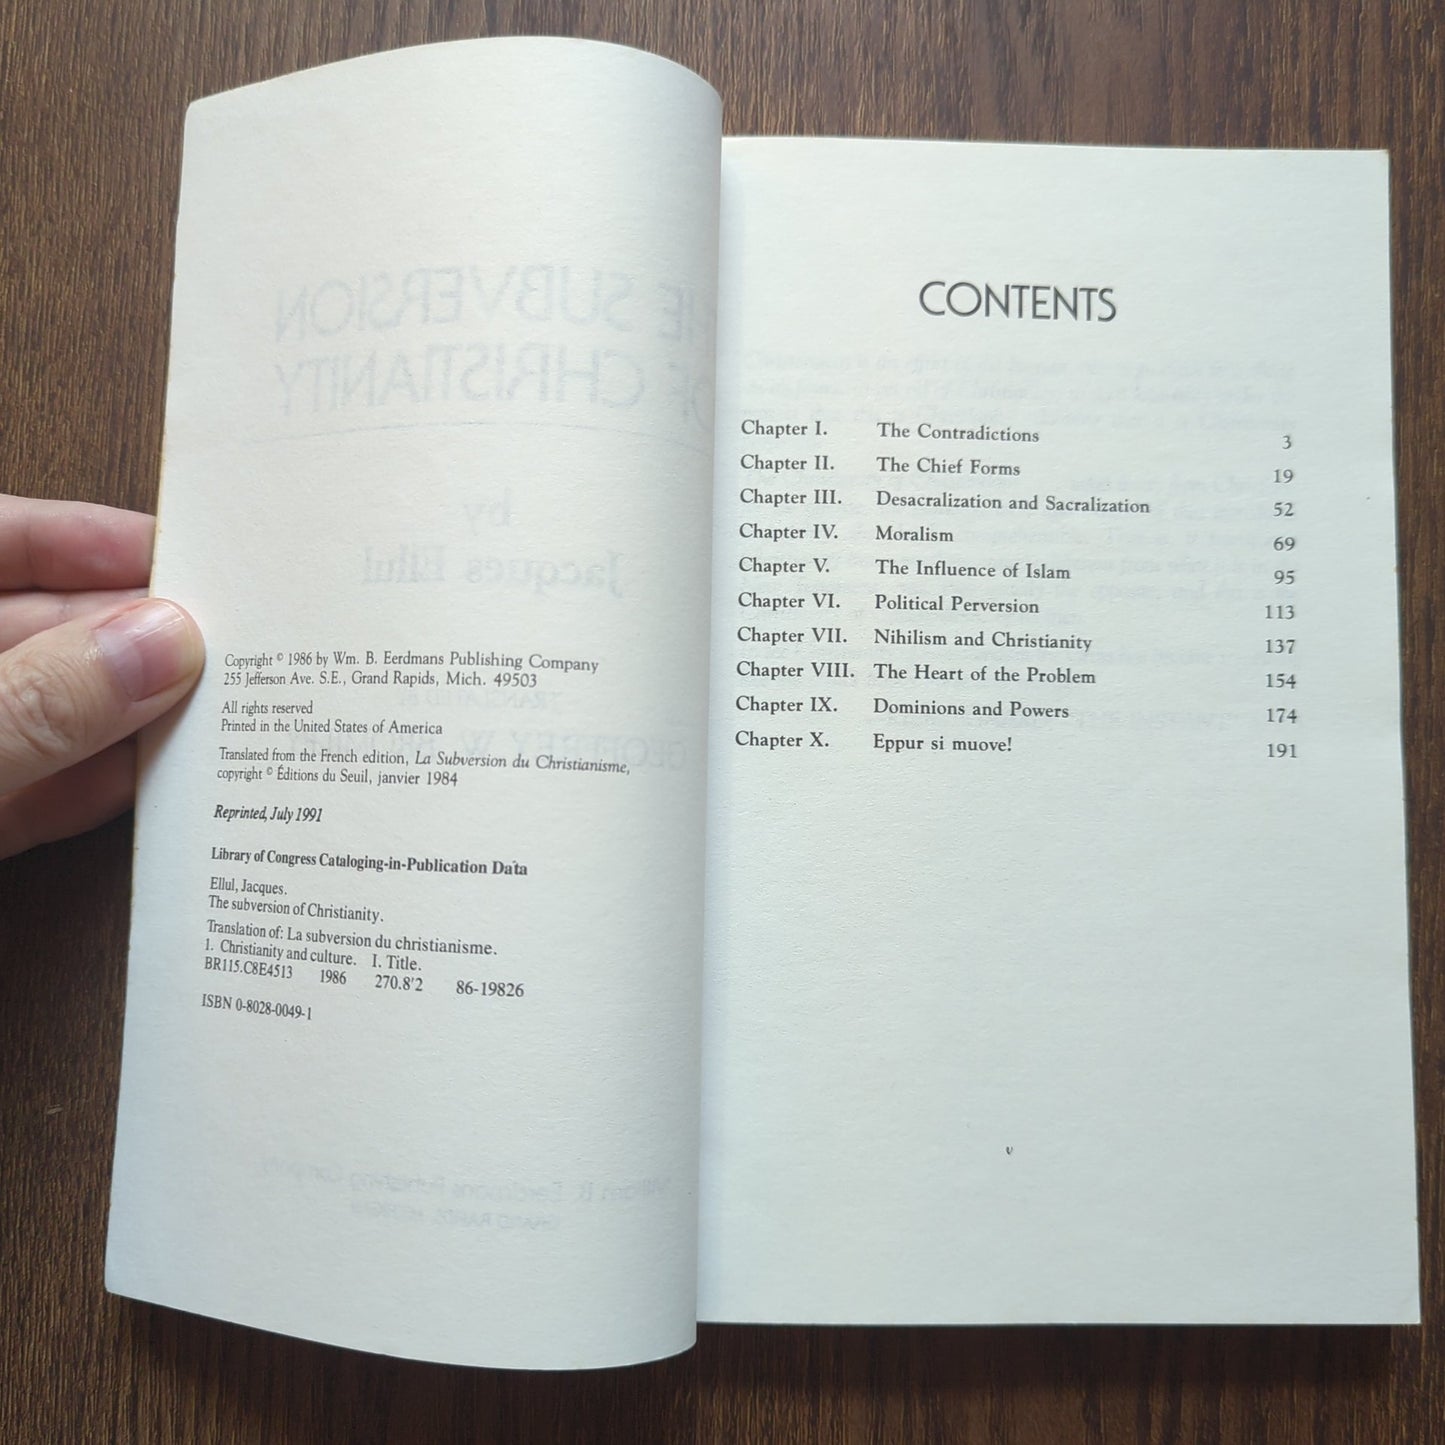 Copyright © 1986 by Wm. B. Eerdmans Publishing Company
255 Jefferson Ave. S.E., Grand Rapids, Mich. 49503
All rights reserved
Printed in the United States of America
Translated from the French edition, La Subversion du Christianisme,
copyright © Éditions du Seuil, janvier 1984
Reprinted, July 1991
Library of Congress Cataloging-in-Publication Data
Ellul, Jacques.
The subversion of Christianity.
Translation of: La subversion du christianisme.
1. Christianity and culture. I. Title.
BR115.C8E4513 1986 270.8'2 86-19826
ISBN 0-8028-0049-1
CONTENTS
Chapter I. The Contradictions 3
Chapter II. The Chief Forms 19
Chapter III. Desacralization and Sacralization 52
Chapter IV. Moralism 69
Chapter V. The Influence of Islam 95
Chapter VI. Political Perversion 113
Chapter VII. Nihilism and Christianity 137
Chapter VIII. The Heart of the Problem 154
Chapter IX. Dominions and Powers 174
Chapter X. Eppur si muove! 191
v